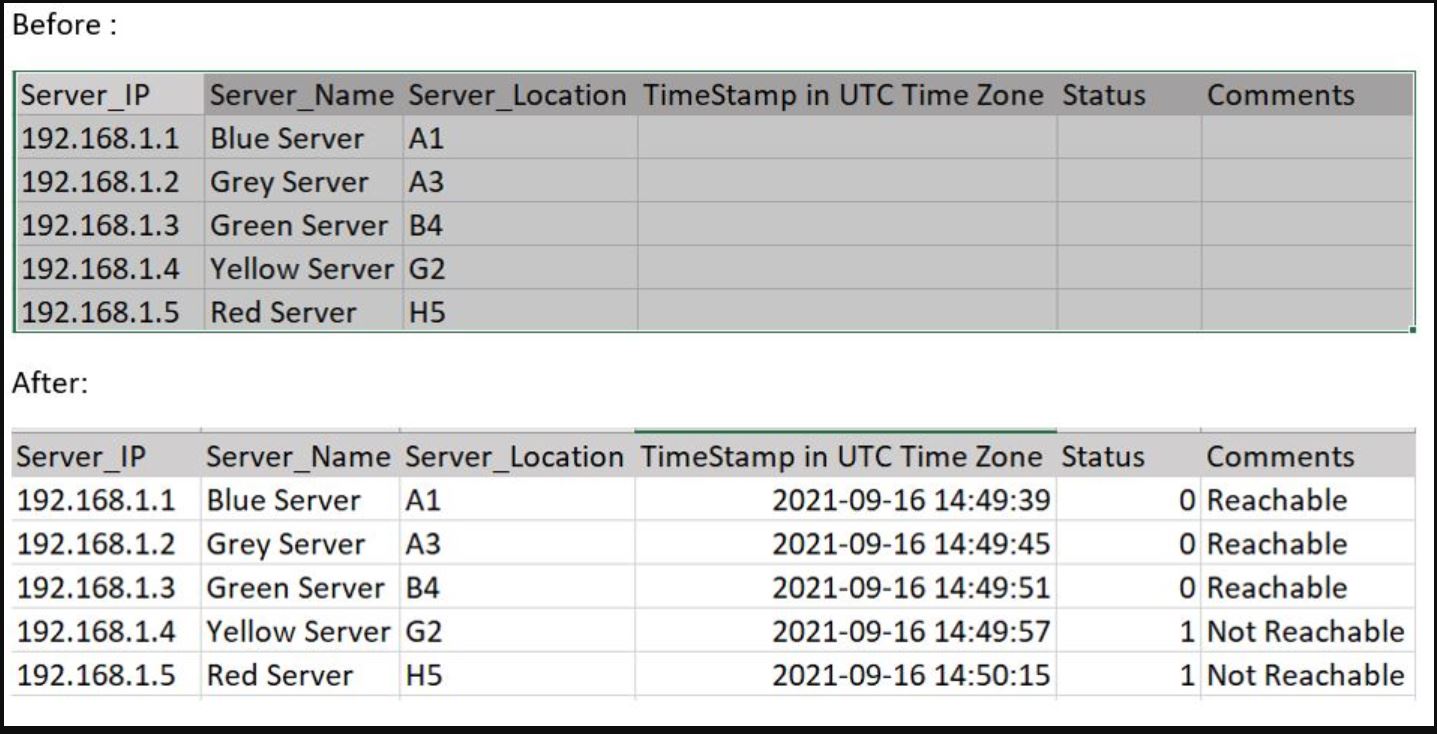 Before :
Server_IP Server_Name Server_Location TimeStamp in UTC Time Zone Status Comments
192.168.1.1 Blue Server A1
192.168.1.2 Grey Server A3
192.168.1.3 Green Server B4
192.168.1.4 Yellow Server G2
192.168.1.5 Red Server H5
After:
Server_IP Server_Name Server_Location TimeStamp in UTC Time Zone Status Comments
192.168.1.1 Blue Server A1 2021-09-16 14:49:39 0 Reachable
192.168.1.2 Grey Server A3 2021-09-16 14:49:45 0 Reachable
192.168.1.3 Green Server B4 2021-09-16 14:49:51 0 Reachable
192.168.1.4 Yellow Server G2 2021-09-16 14:49:57 1 Not Reachable
192.168.1.5 Red Server H5 2021-09-16 14:50:15 1 Not Reachable